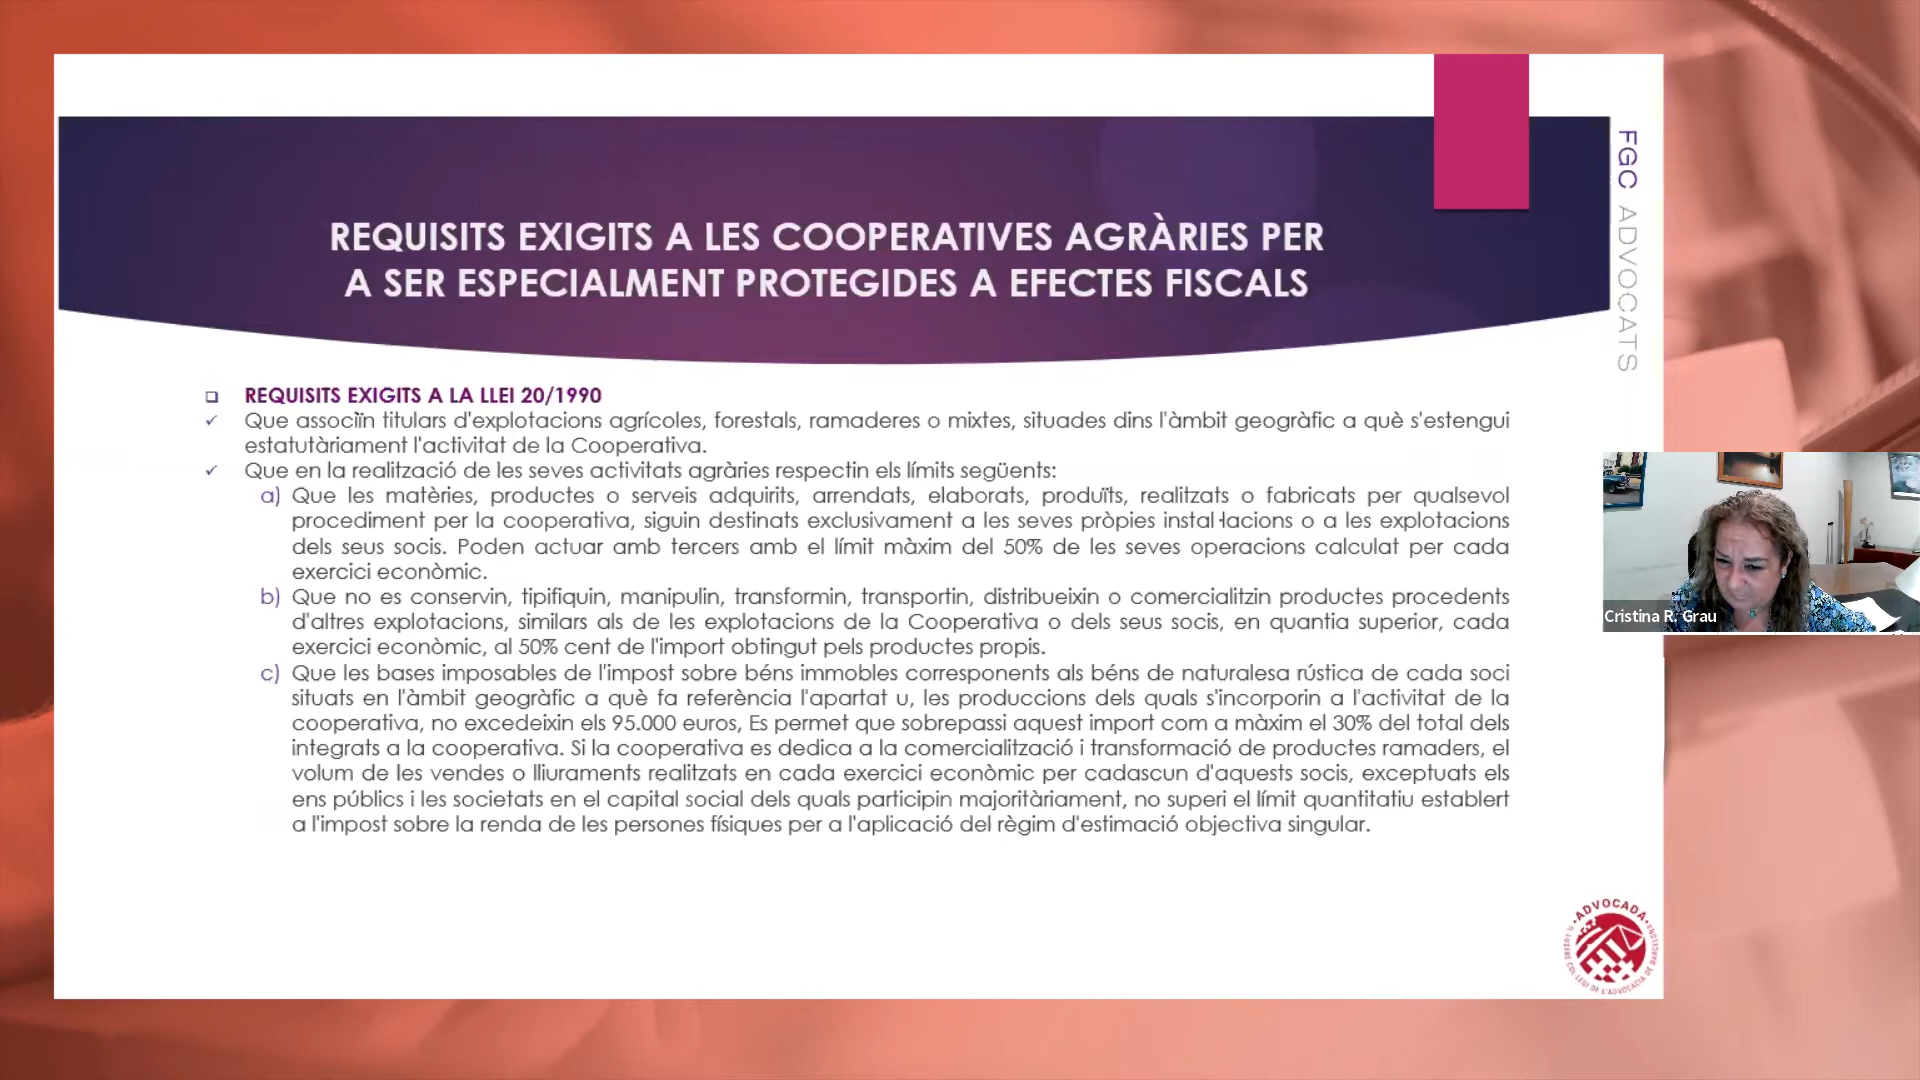 REQUISITS EXIGITS A LES COOPERATIVES AGRÀRIES PER
A SER ESPECIALMENT PROTEGIDES A EFECTES FISCALS
FGC ADVOCATS
REQUISITS EXIGITS A LA LLEI 20/1990
Que associïn titulars d'explotacions agrícoles, forestals, ramaderes o mixtes, situades dins l'àmbit geogràfic a què s'estengui
estatutàriament l'activitat de la Cooperativa.
Que en la realització de les seves activitats agràries respectin els límits següents:
a) Que les matèries, productes o serveis adquirits, arrendats, elaborats, produïts, realitzats o fabricats per qualsevol
procediment per la cooperativa, siguin destinats exclusivament a les seves pròpies instal·lacions o a les explotacions
dels seus socis. Poden actuar amb tercers amb el límit màxim del 50% de les seves operacions calculat per cada
exercici econòmic.
b) Que no es conservin, tipifiquin, manipulin, transformin, transportin, distribueixin o comercialitzin productes procedents
d'altres explotacions, similars als de les explotacions de la Cooperativa o dels seus socis, en quantia superior, cada
exercici econòmic, al 50% cent de l'import obtingut pels productes propis.
c) Que les bases imposables de l'impost sobre béns immobles corresponents als béns de naturalesa rústica de cada soci
situats en l'àmbit geogràfic a què fa referència l'apartat u, les produccions dels quals s'incorporin a l'activitat de la
cooperativa, no excedeixin els 95.000 euros, Es permet que sobrepassi aquest import com a màxim el 30% del total dels
integrats a la cooperativa. Si la cooperativa es dedica a la comercialització i transformació de productes ramaders, el
volum de les vendes o lliuraments realitzats en cada exercici econòmic per cadascun d'aquests socis, exceptuats els
ens públics i les societats en el capital social dels quals participin majoritàriament, no superi el límit quantitatiu establert
a l'impost sobre la renda de les persones físiques per a l'aplicació del règim d'estimació objectiva singular.
Cristina R. Grau
ADVOCADA
IL·LUSTRE COL·LEGI DE L'ADVOCACIA DE BARCELONA